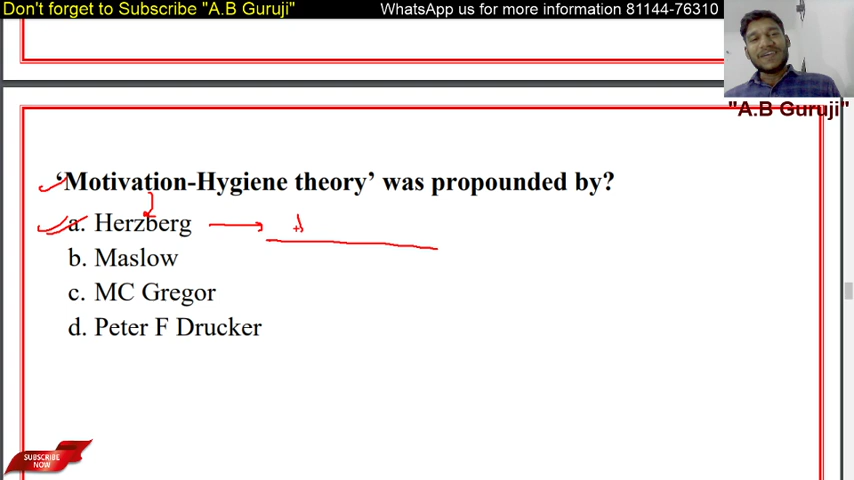 Don't forget to Subscribe "A.B Guruji"
WhatsApp us for more information 81144-76310
"A.B Guruji"
‘Motivation-Hygiene theory’ was propounded by?
a. Herzberg
b. Maslow
c. MC Gregor
d. Peter F Drucker
SUBSCRIBE
NOW